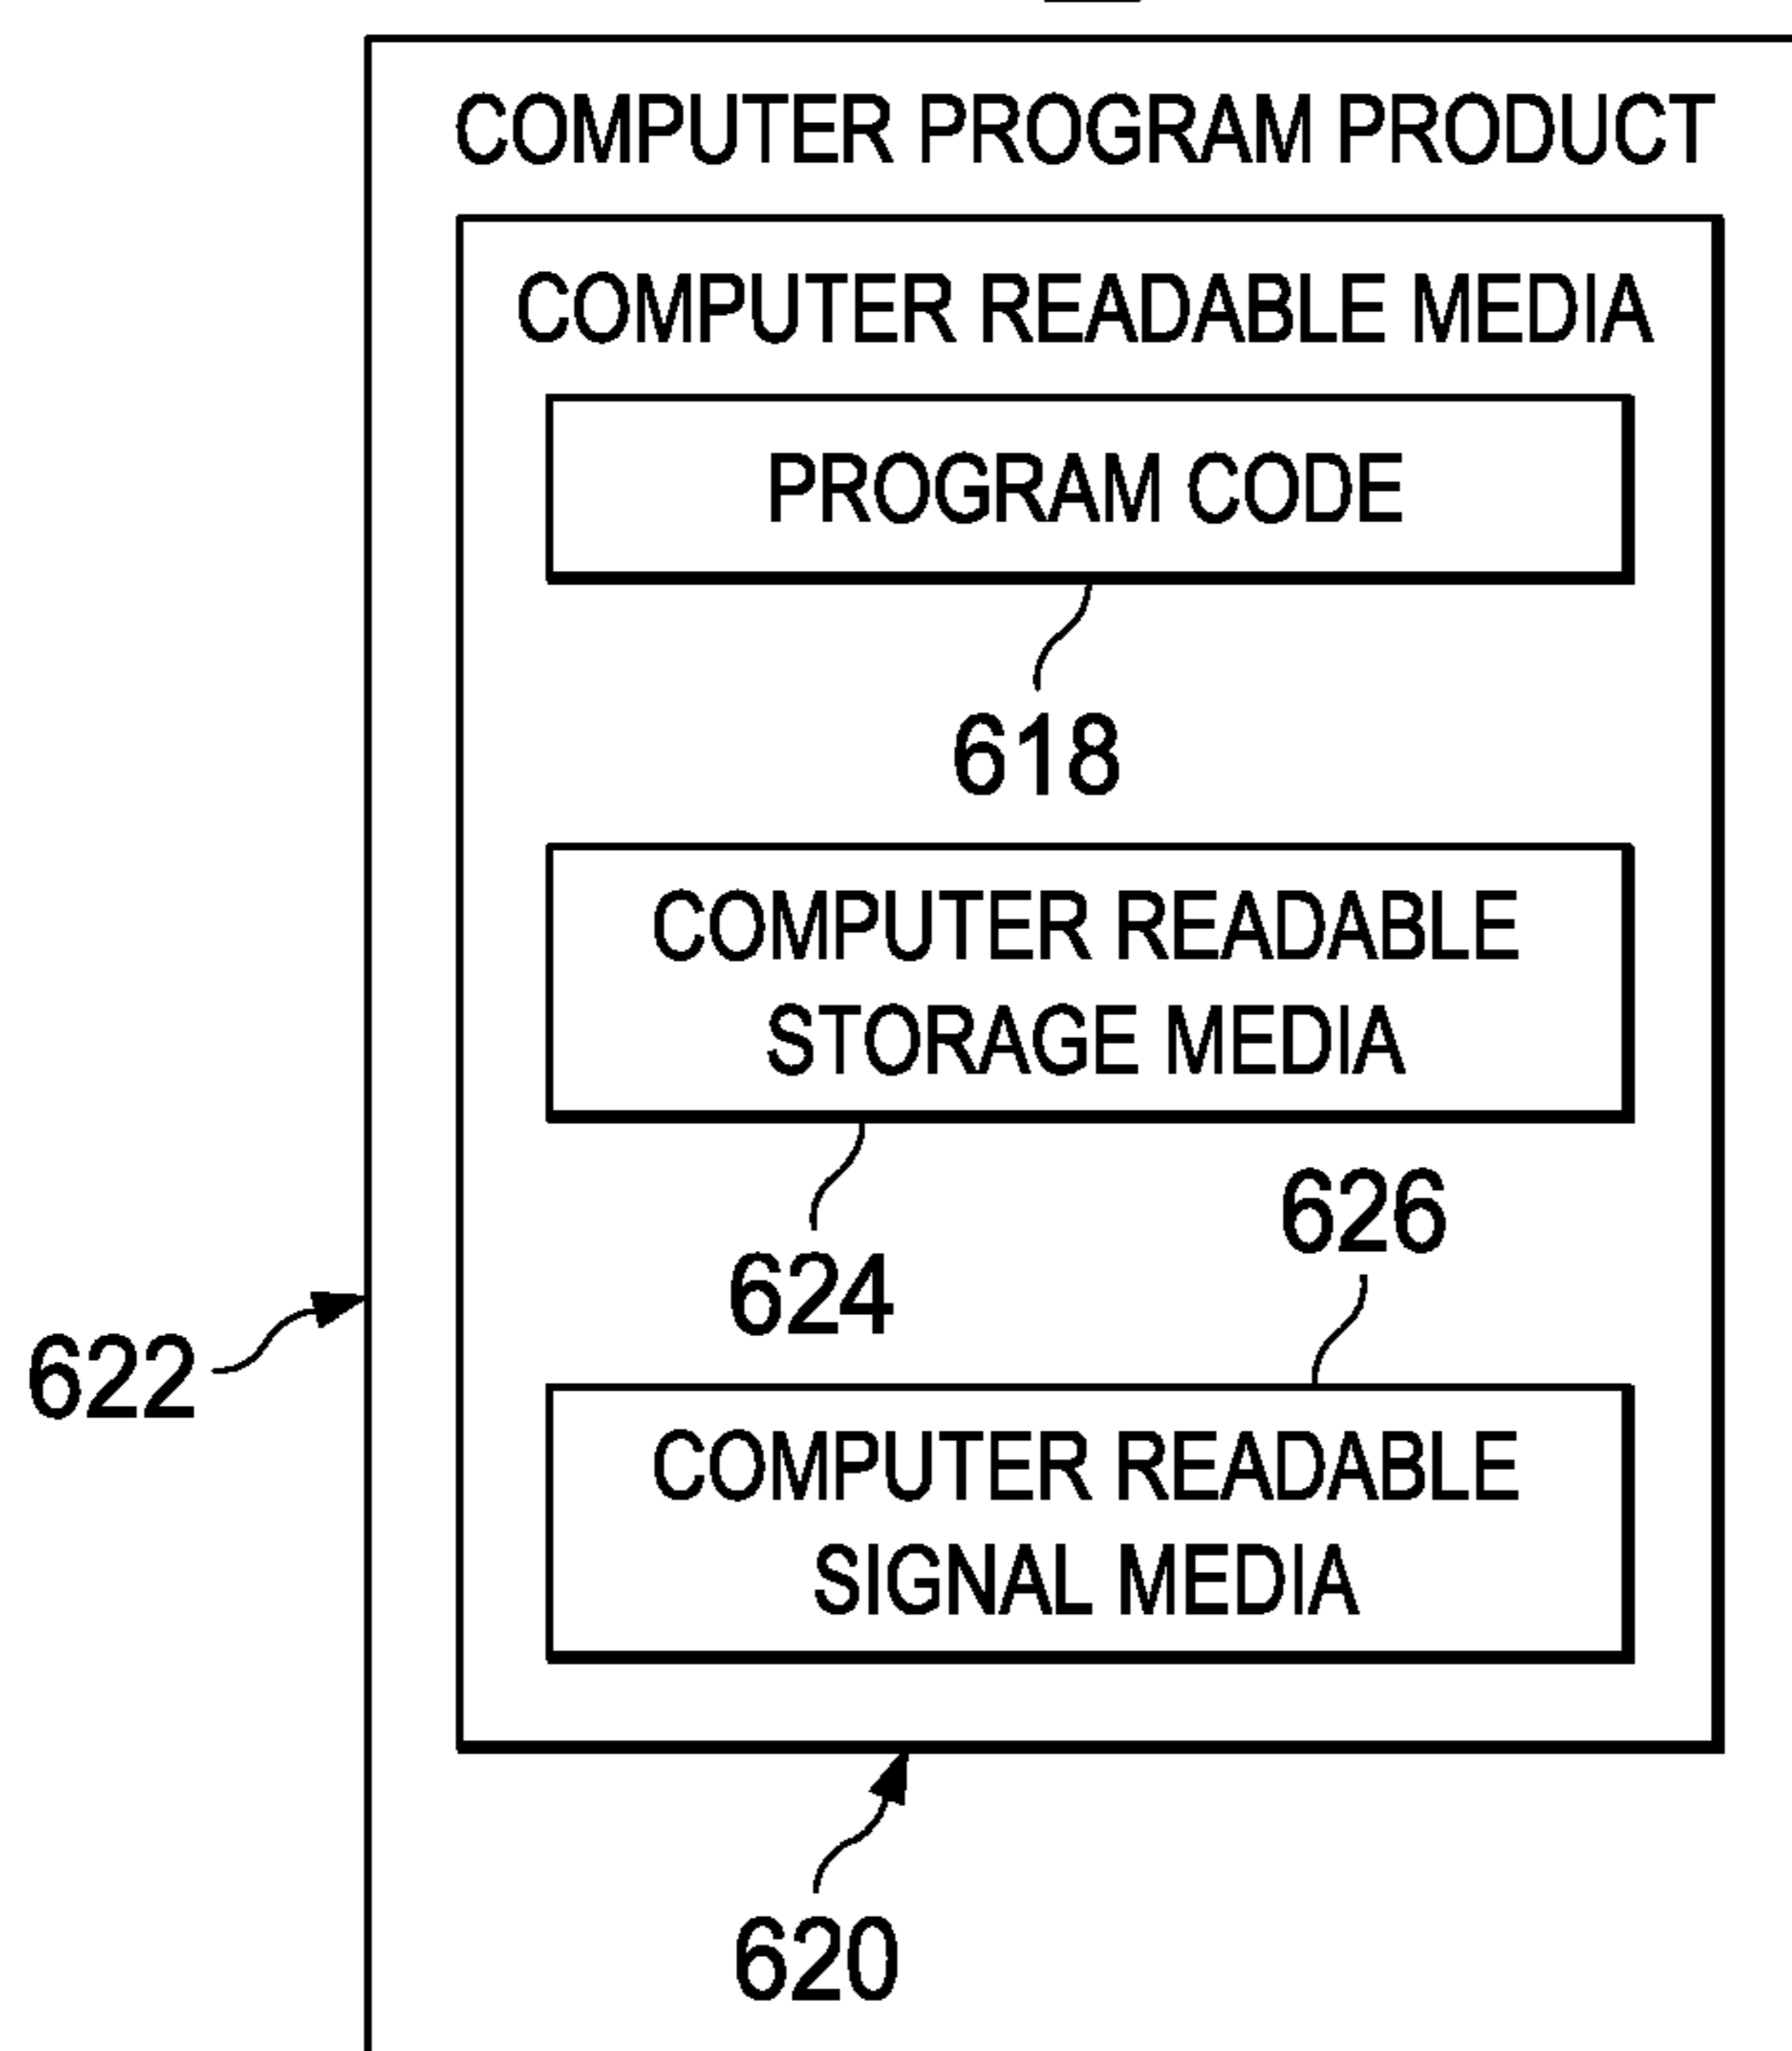 COMPUTER PROGRAM PRODUCT
COMPUTER READABLE MEDIA
PROGRAM CODE
618
COMPUTER READABLE
STORAGE MEDIA
624
626
622
COMPUTER READABLE
SIGNAL MEDIA
620